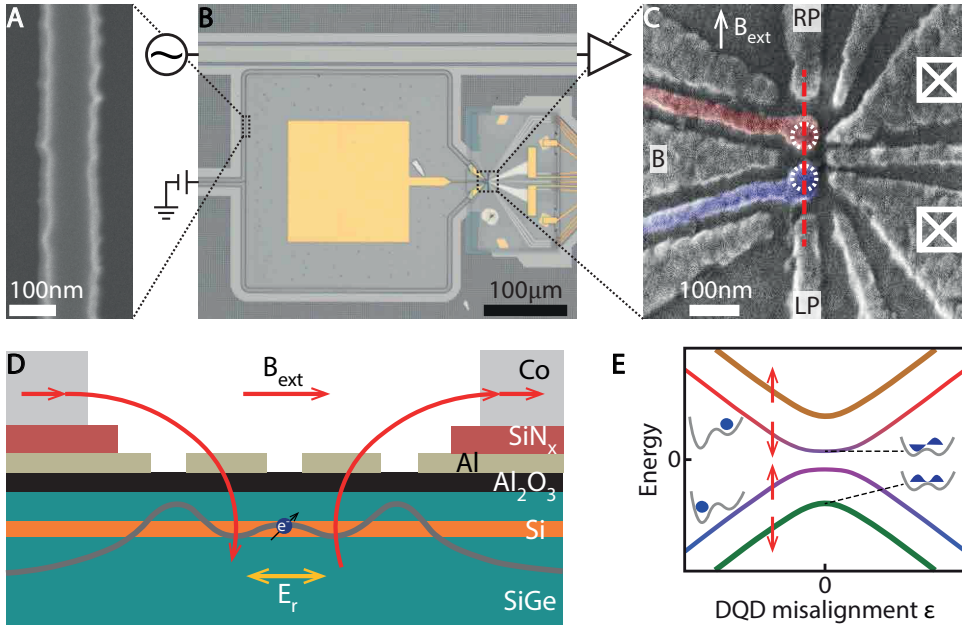 A
100nm
B
100μm
C
B_ext
RP
B
LP
100nm
D
B_ext
Co
SiN_x
Al
Al_2O_3
Si
e^-
E_r
SiGe
E
Energy
0
0
DQD misalignment ε